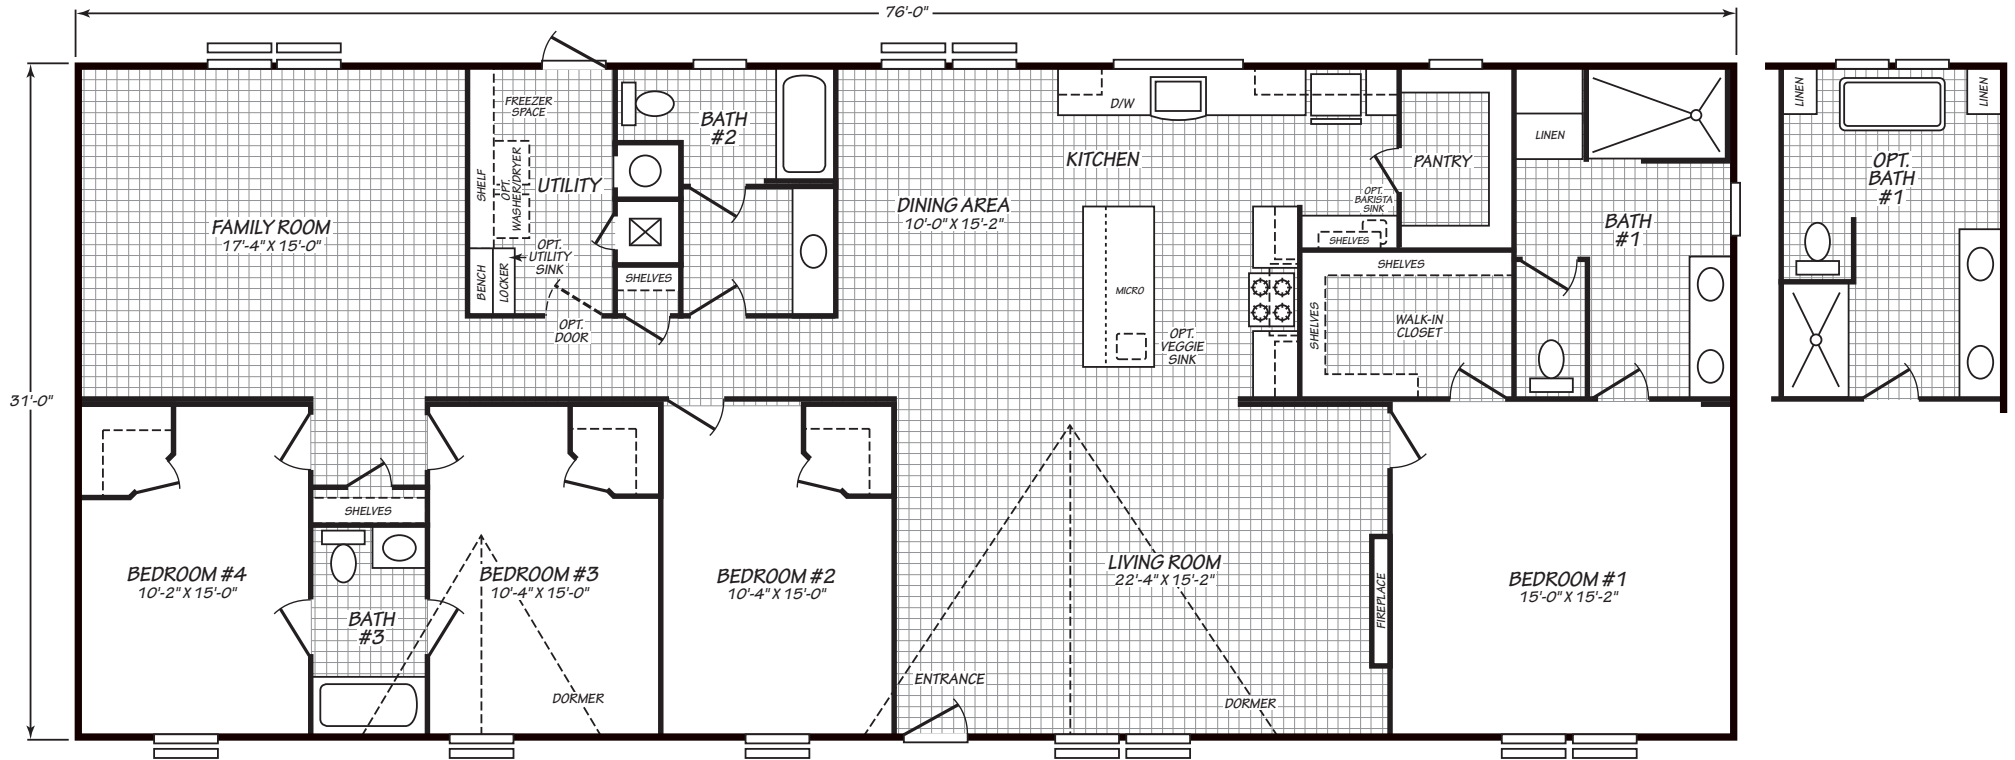 76'-0"
31'-0"
FAMILY ROOM
17'-4" X 15'-0"
FREEZER
SPACE
SHELF
OPT.
WASHER/DRYER
UTILITY
BENCH
LOCKER
OPT.
UTILITY
SINK
OPT.
DOOR
SHELVES
BATH
#2
DINING AREA
10'-0" X 15'-2"
D/W
KITCHEN
MICRO
OPT.
VEGGIE
SINK
PANTRY
OPT.
BARISTA
SINK
SHELVES
SHELVES
SHELVES
WALK-IN
CLOSET
LINEN
BATH
#1
LINEN
LINEN
OPT.
BATH
#1
BEDROOM #4
10'-2" X 15'-0"
SHELVES
BATH
#3
BEDROOM #3
10'-4" X 15'-0"
DORMER
BEDROOM #2
10'-4" X 15'-0"
ENTRANCE
LIVING ROOM
22'-4" X 15'-2"
DORMER
FIREPLACE
BEDROOM #1
15'-0" X 15'-2"